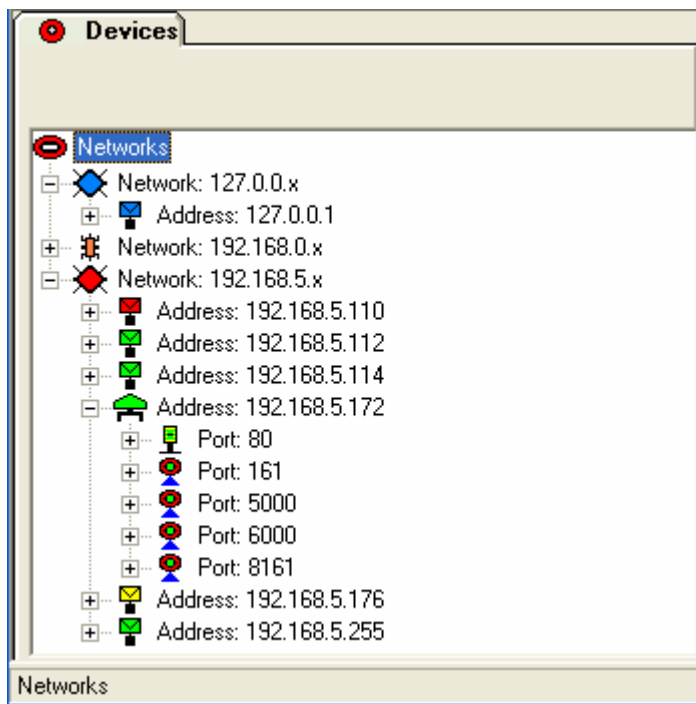 Devices
Networks
Network: 127.0.0.x
Address: 127.0.0.1
Network: 192.168.0.x
Network: 192.168.5.x
Address: 192.168.5.110
Address: 192.168.5.112
Address: 192.168.5.114
Address: 192.168.5.172
Port: 80
Port: 161
Port: 5000
Port: 6000
Port: 8161
Address: 192.168.5.176
Address: 192.168.5.255
Networks